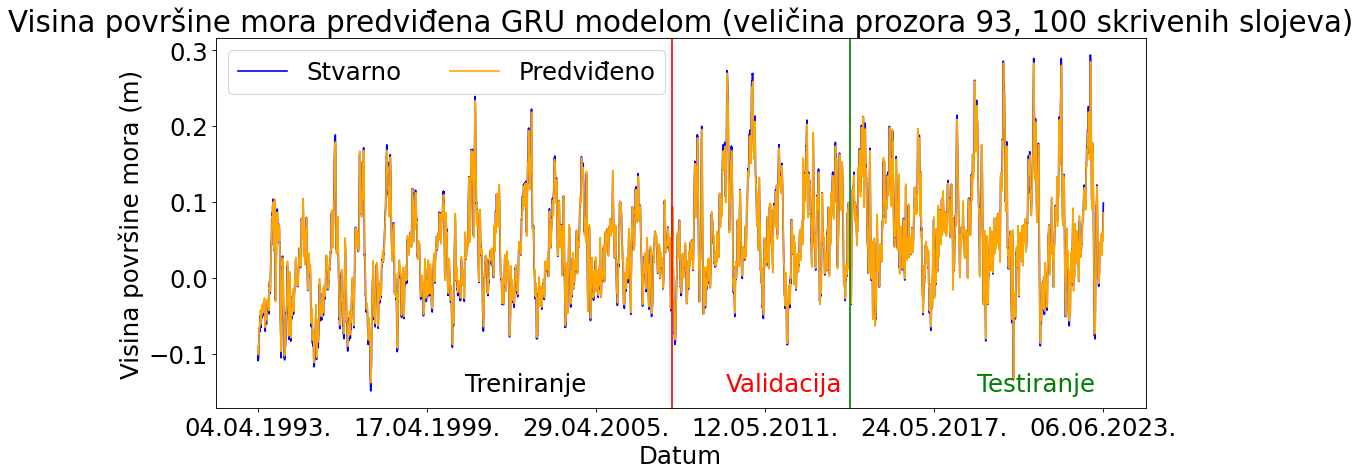 Visina površine mora predviđena GRU modelom (veličina prozora 93, 100 skrivenih slojeva)
Stvarno Predviđeno
Visina površine mora (m)
0.3
0.2
0.1
0.0
−0.1
Treniranje Validacija Testiranje
04.04.1993. 17.04.1999. 29.04.2005. 12.05.2011. 24.05.2017. 06.06.2023.
Datum